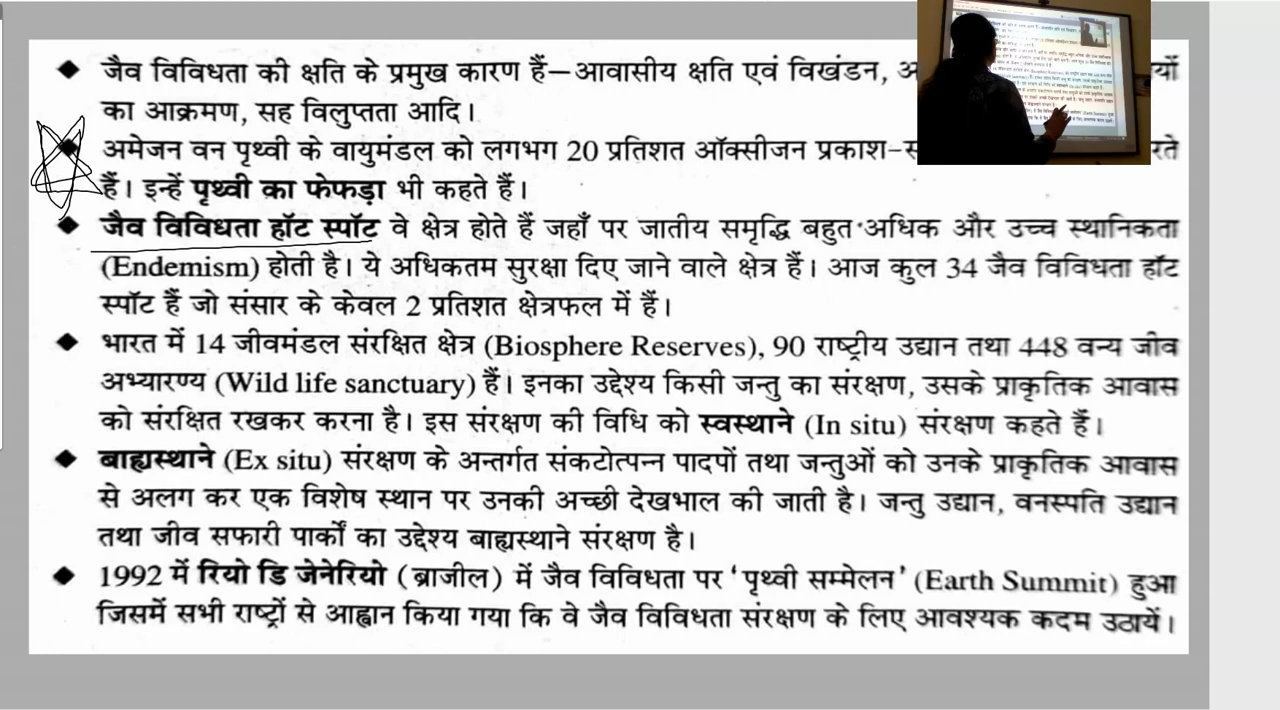 ◆ जैव विविधता की क्षति के प्रमुख कारण हैं–आवासीय क्षति एवं विखंडन,
का आक्रमण, सह विलुप्तता आदि।
◆ अमेजन वन पृथ्वी के वायुमंडल को लगभग 20 प्रतिशत ऑक्सीजन
हैं। इन्हें पृथ्वी का फेफड़ा भी कहते हैं।
◆ जैव विविधता हॉट स्पॉट वे क्षेत्र होते हैं जहाँ पर जातीय समृद्धि बहुत अधिक और उच्च स्थानिकता
(Endemism) होती है। ये अधिकतम सुरक्षा दिए जाने वाले क्षेत्र हैं। आज कुल 34 जैव विविधता हॉट
स्पॉट हैं जो संसार के केवल 2 प्रतिशत क्षेत्रफल में हैं।
◆ भारत में 14 जीवमंडल संरक्षित क्षेत्र (Biosphere Reserves), 90 राष्ट्रीय उद्यान तथा 448 वन्य जीव
अभ्यारण्य (Wild life sanctuary) हैं। इनका उद्देश्य किसी जन्तु का संरक्षण, उसके प्राकृतिक आवास
को संरक्षित रखकर करना है। इस संरक्षण की विधि को स्वस्थाने (In situ) संरक्षण कहते हैं।
◆ बाह्यस्थाने (Ex situ) संरक्षण के अन्तर्गत संकटोत्पन्न पादपों तथा जन्तुओं को उनके प्राकृतिक आवास
से अलग कर एक विशेष स्थान पर उनकी अच्छी देखभाल की जाती है। जन्तु उद्यान, वनस्पति उद्यान
तथा जीव सफारी पार्कों का उद्देश्य बाह्यस्थाने संरक्षण है।
◆ 1992 में रियो डि जेनेरियो (ब्राजील) में जैव विविधता पर ‘पृथ्वी सम्मेलन’ (Earth Summit) हुआ
जिसमें सभी राष्ट्रों से आह्वान किया गया कि वे जैव विविधता संरक्षण के लिए आवश्यक कदम उठायें।